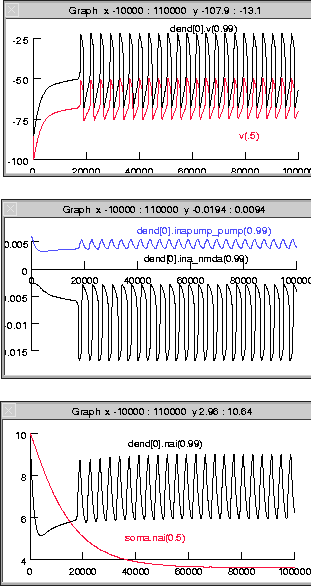 Graph x -10000 : 110000 y -107.9 : -13.1
dend[0].v(0.99)
-25
-50
-75
v(.5)
-100
0 20000 40000 60000 80000 100000
Graph x -10000 : 110000 y -0.0194 : 0.0094
dend[0].inapump_pump(0.99)
0.005
dend[0].ina_nmda(0.99)
0
20000 40000 60000 80000 100000
0.005
-0.01
0.015
Graph x -10000 : 110000 y 2.96 : 10.64
10
dend[0].nai(0.99)
8
6
soma.nai(0.5)
4
0 20000 40000 60000 80000 100000